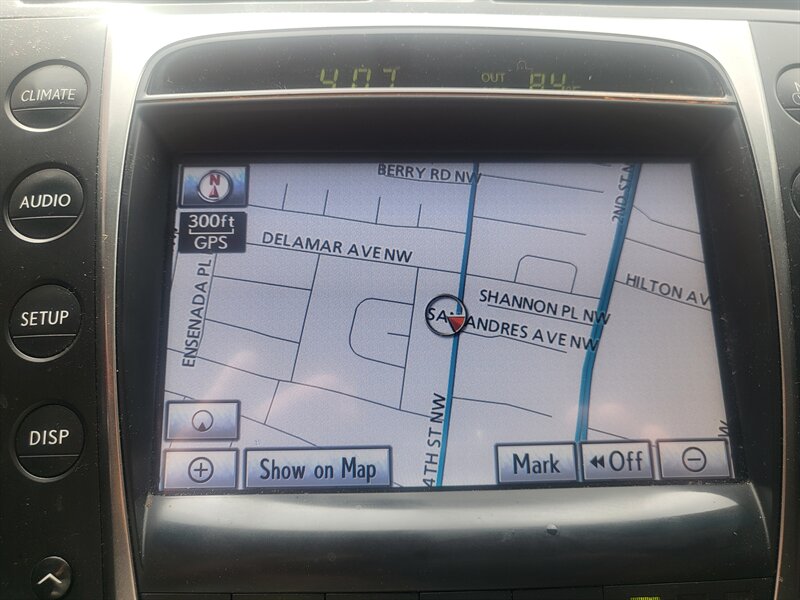 4:07
OUT 84°F
CLIMATE
AUDIO
SETUP
DISP
N
300ft
GPS
BERRY RD NW
2ND ST N
DELAMAR AVE NW
ENSENADA PL
HILTON AV
SHANNON PL NW
SA ANDRES AVE NW
4TH ST NW
W
Show on Map
Mark
Off